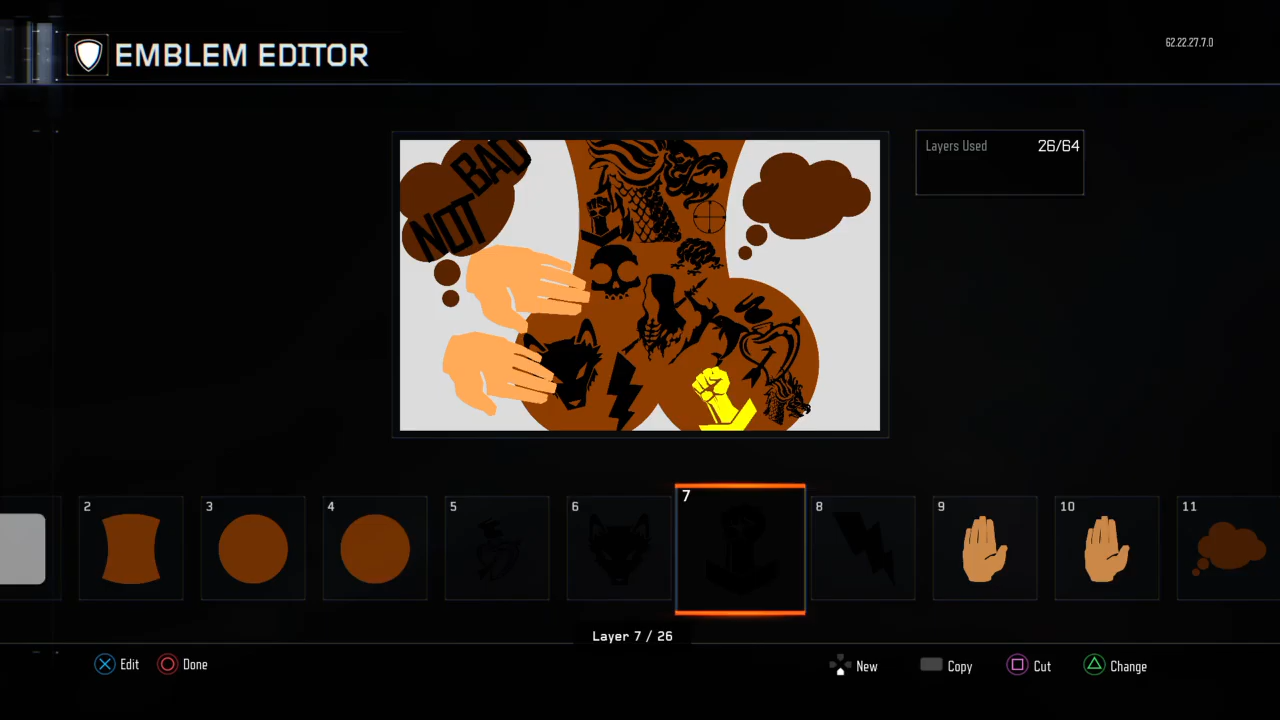 EMBLEM EDITOR
62.22.27.7.0
Layers Used 26/64
BAD
NOT
2 3 4 5 6 7 8 9 10 11
Layer 7 / 26
Edit Done New Copy Cut Change